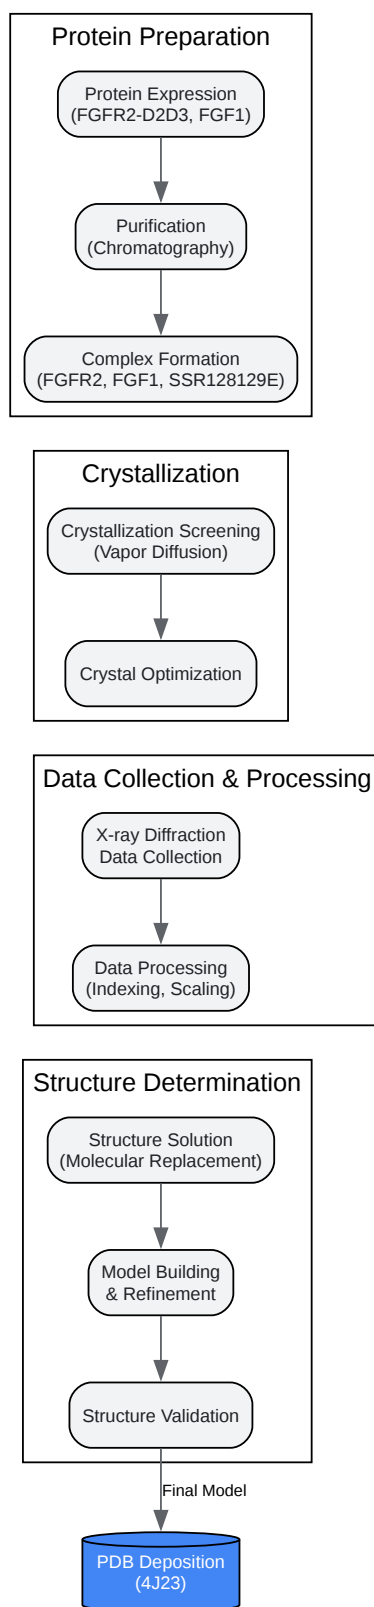 Protein Preparation
Protein Expression
(FGFR2-D2D3, FGF1)
Purification
(Chromatography)
Complex Formation
(FGFR2, FGF1, SSR128129E)
Crystallization
Crystallization Screening
(Vapor Diffusion)
Crystal Optimization
Data Collection & Processing
X-ray Diffraction
Data Collection
Data Processing
(Indexing, Scaling)
Structure Determination
Structure Solution
(Molecular Replacement)
Model Building
& Refinement
Structure Validation
Final Model
PDB Deposition
(4J23)